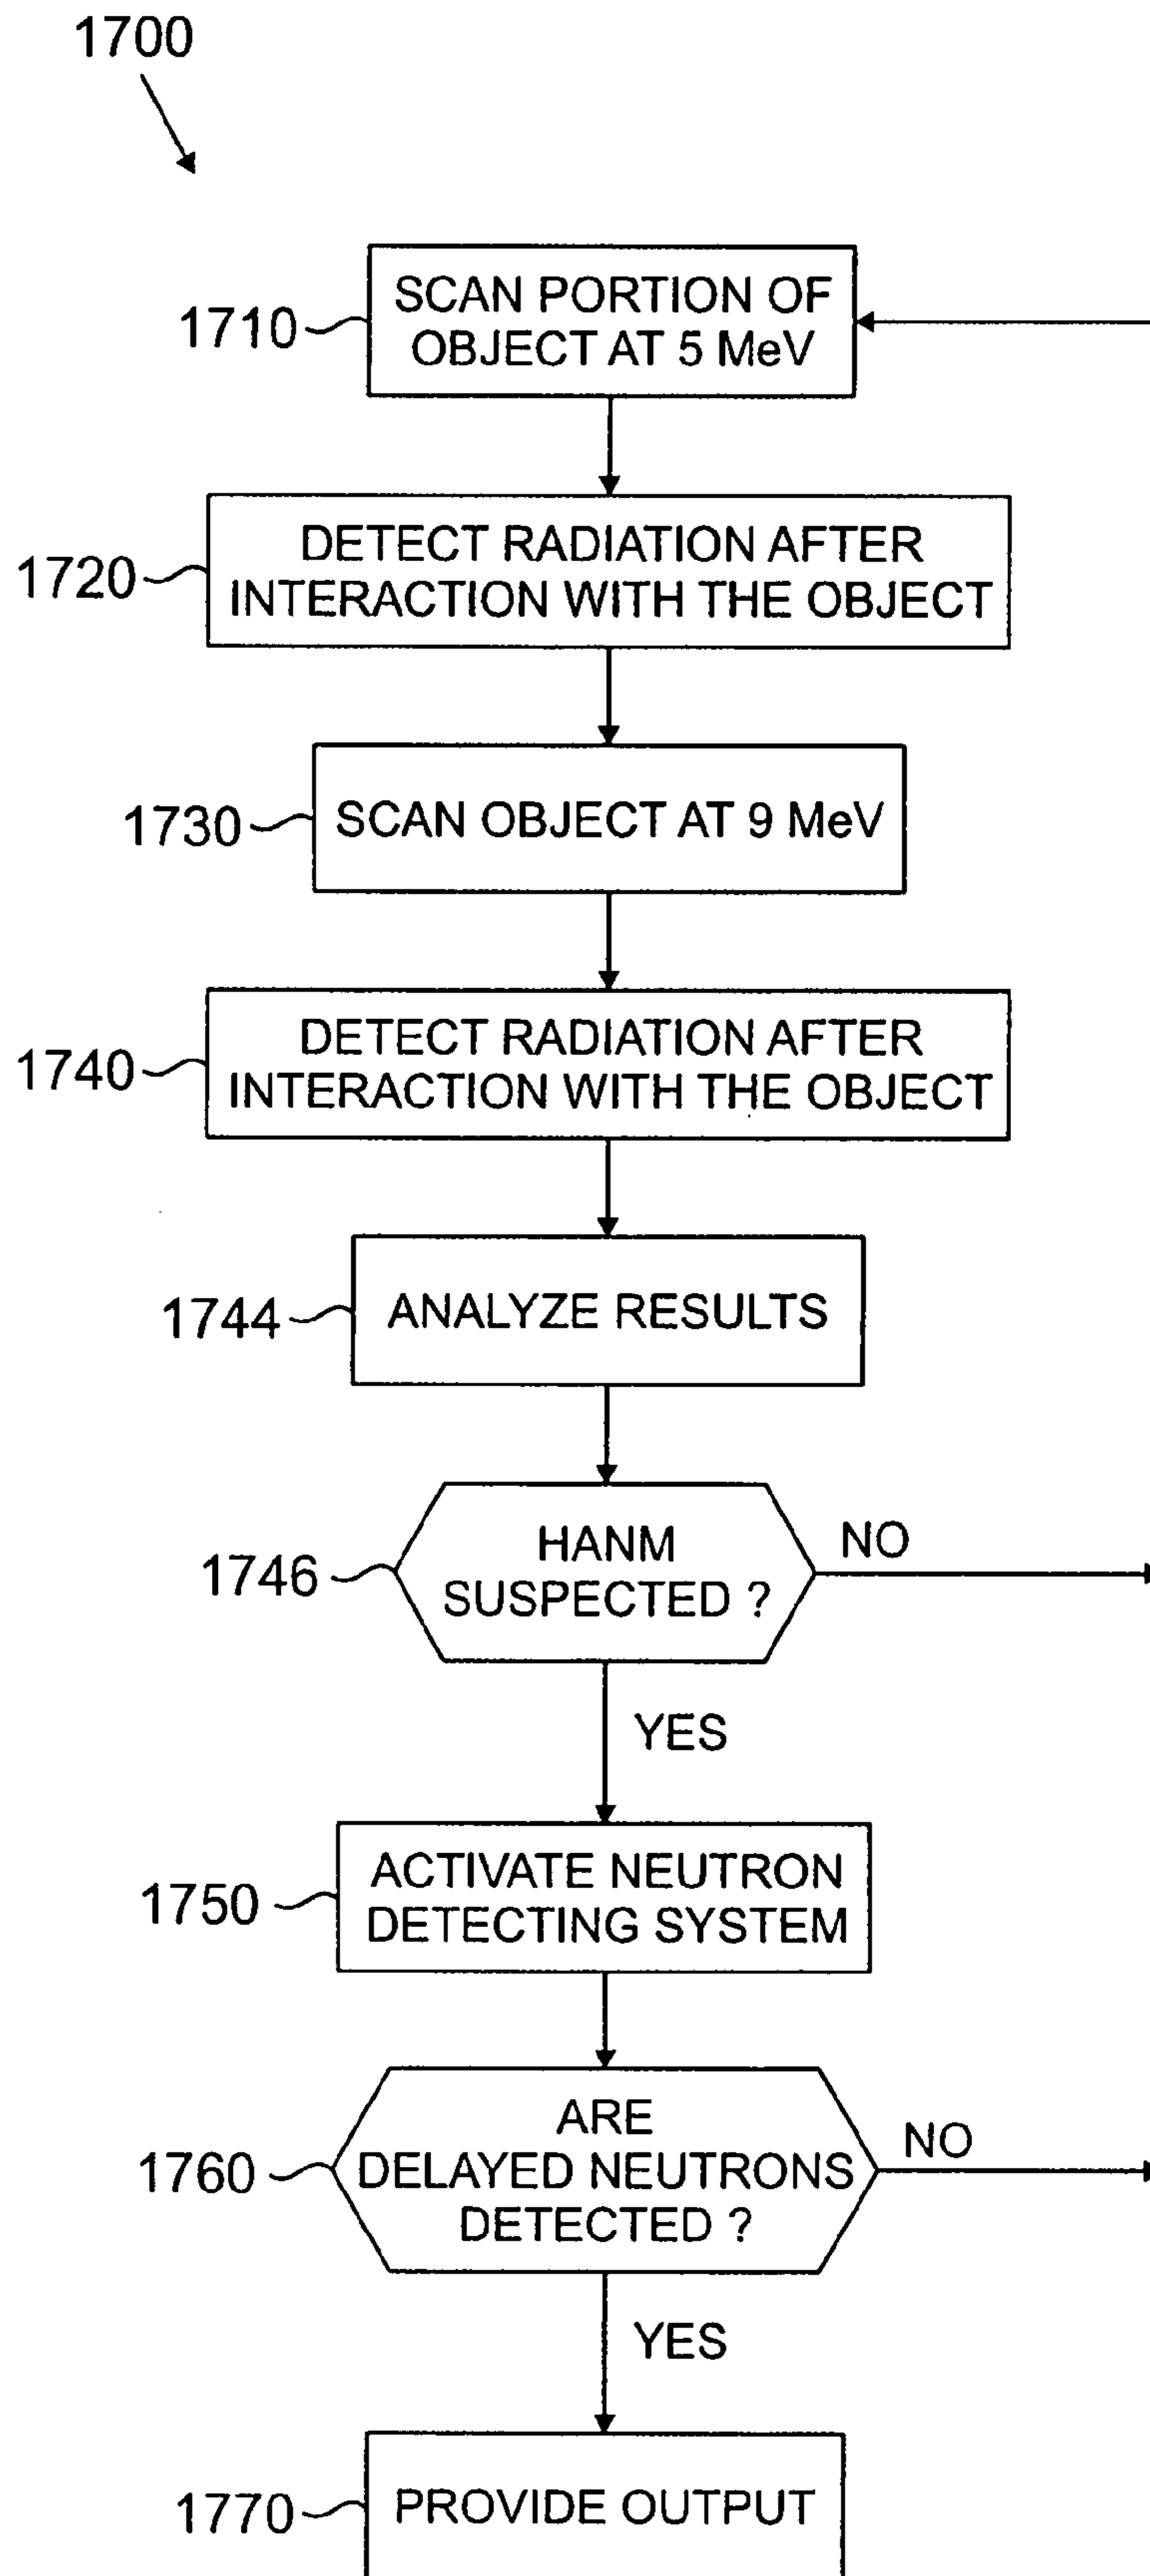 1700
1710
SCAN PORTION OF
OBJECT AT 5 MeV
1720
DETECT RADIATION AFTER
INTERACTION WITH THE OBJECT
1730
SCAN OBJECT AT 9 MeV
1740
DETECT RADIATION AFTER
INTERACTION WITH THE OBJECT
1744
ANALYZE RESULTS
1746
HANM
SUSPECTED ?
NO
YES
1750
ACTIVATE NEUTRON
DETECTING SYSTEM
1760
ARE
DELAYED NEUTRONS
DETECTED ?
NO
YES
1770
PROVIDE OUTPUT